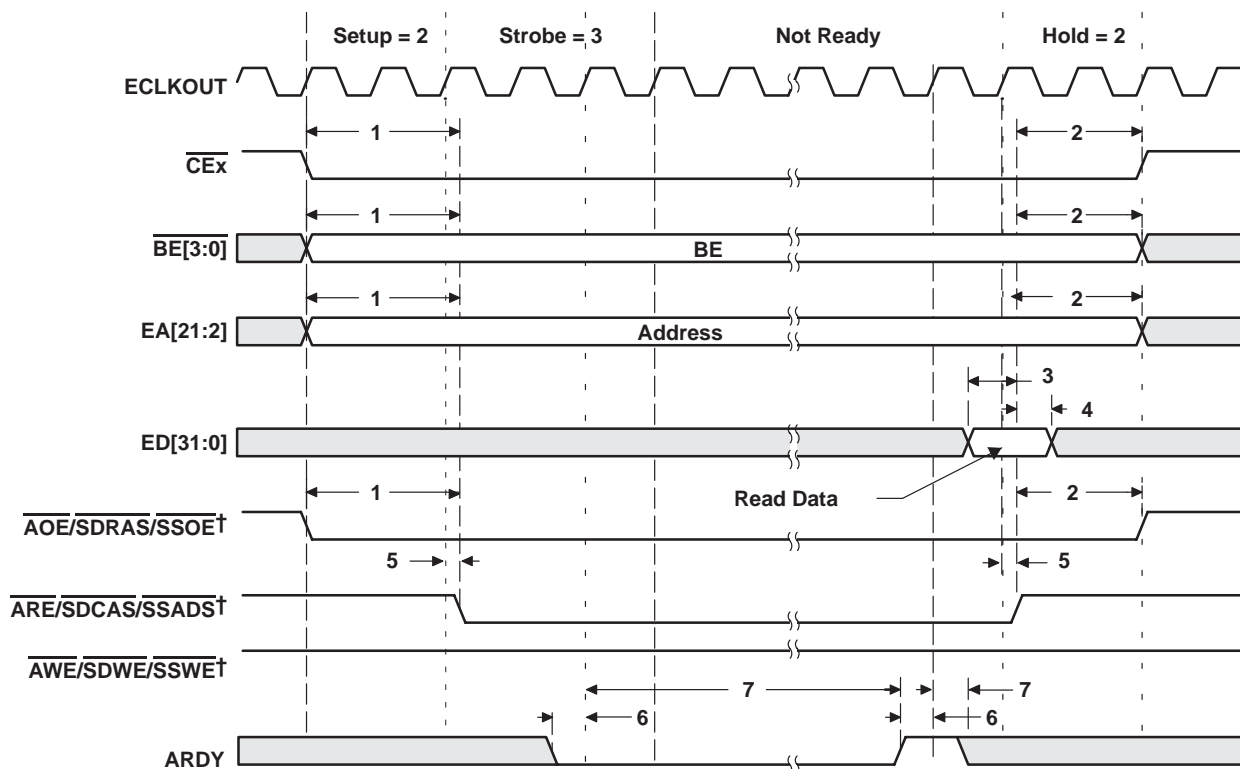 Setup = 2 Strobe = 3 Not Ready Hold = 2
ECLKOUT
1 2
CEx
1 2
BE[3:0] BE
1 2
EA[21:2] Address
3
4
ED[31:0]
1 Read Data 2
AOE/SDRAS/SSOE†
5 5
ARE/SDCAS/SSADS†
AWE/SDWE/SSWE†
7 7
6 6
ARDY